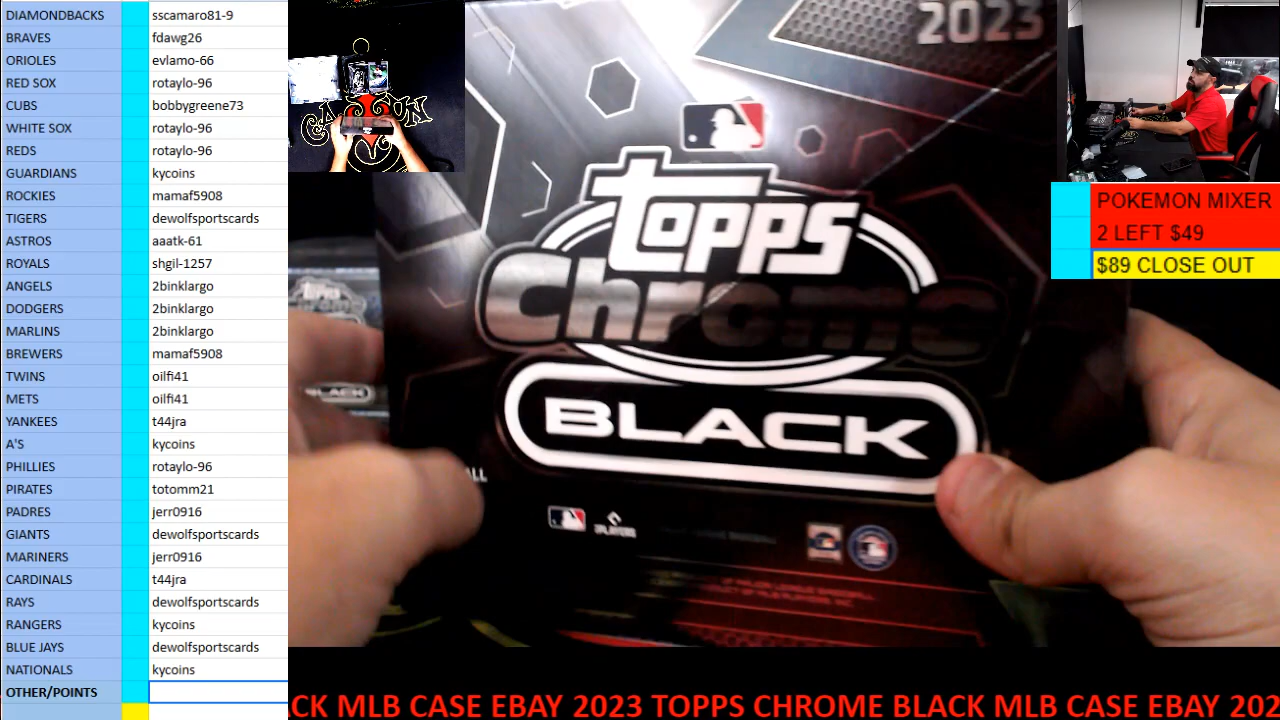 DIAMONDBACKS sscamaro81-9
BRAVES fdawg26
ORIOLES evlamo-66
RED SOX rotaylo-96
CUBS bobbygreene73
WHITE SOX rotaylo-96
REDS rotaylo-96
GUARDIANS kycoins
ROCKIES mamaf5908
TIGERS dewolfsportscards
ASTROS aaatk-61
ROYALS shgil-1257
ANGELS 2binklargo
DODGERS 2binklargo
MARLINS 2binklargo
BREWERS mamaf5908
TWINS oilfi41
METS oilfi41
YANKEES t44jra
A'S kycoins
PHILLIES rotaylo-96
PIRATES totomm21
PADRES jerr0916
GIANTS dewolfsportscards
MARINERS jerr0916
CARDINALS t44jra
RAYS dewolfsportscards
RANGERS kycoins
BLUE JAYS dewolfsportscards
NATIONALS kycoins
OTHER/POINTS
2023
topps
Chrome
BLACK
POKEMON MIXER
2 LEFT $49
$89 CLOSE OUT
CK MLB CASE EBAY 2023 TOPPS CHROME BLACK MLB CASE EBAY 202